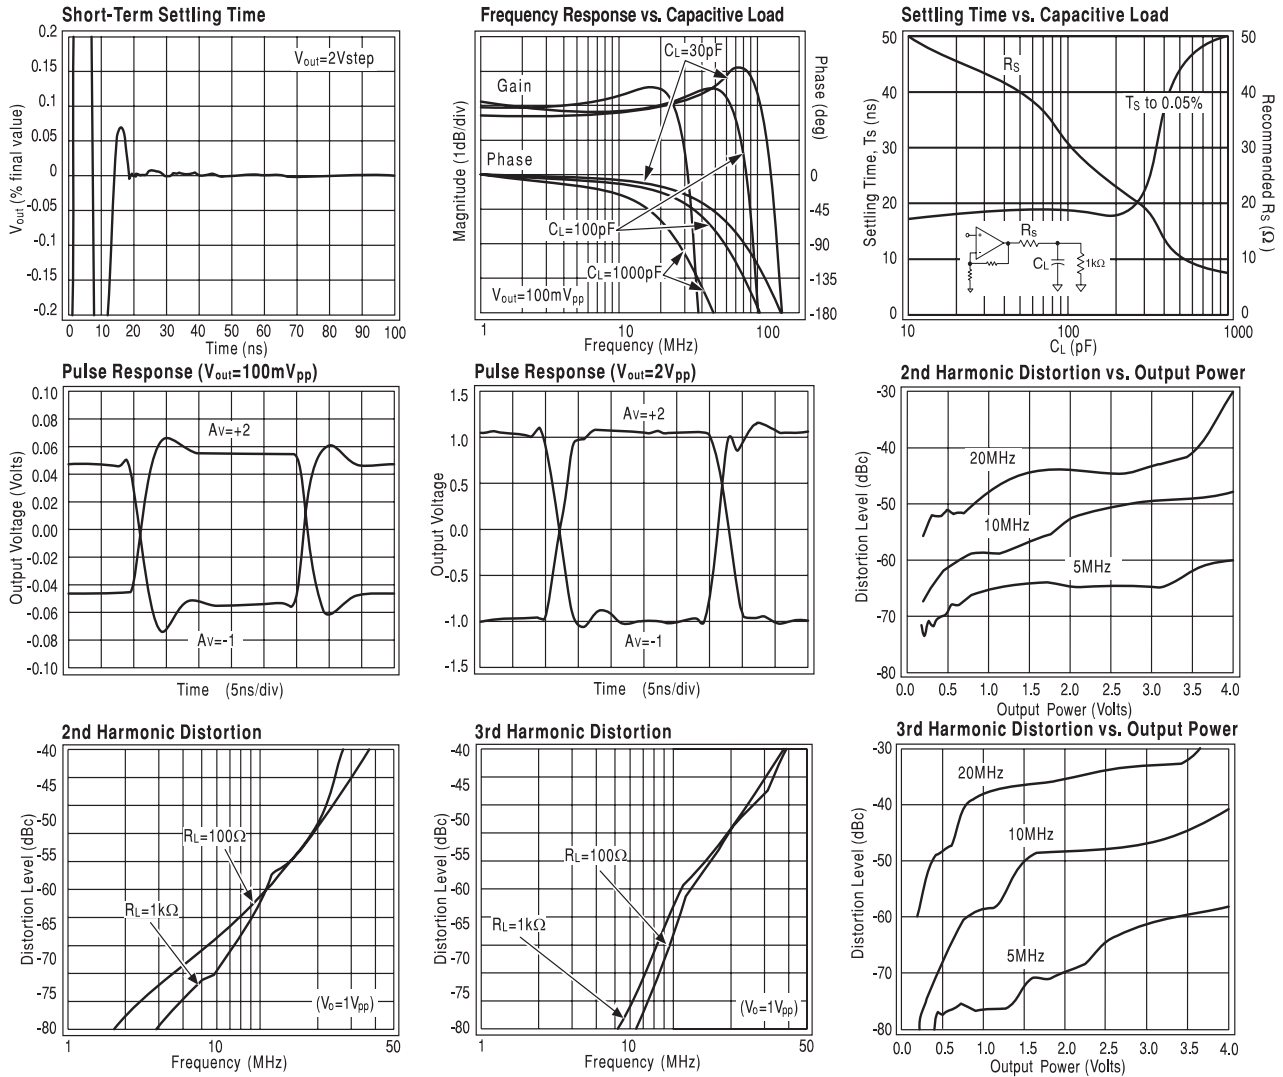 Short-Term Settling Time
0.2
0.15
0.1
0.05
0
-0.05
-0.1
-0.15
-0.2
Vout (% final value)
Vout=2Vstep
0 10 20 30 40 50 60 70 80 90 100
Time (ns)
Frequency Response vs. Capacitive Load
CL=30pF
Gain
Phase
CL=100pF
CL=1000pF
Vout=100mVpp
Magnitude (1dB/div)
Phase (deg)
0
-45
-90
-135
-180
1 10 100
Frequency (MHz)
Settling Time vs. Capacitive Load
50
40
30
20
10
0
Settling Time, Ts (ns)
RS
TS to 0.05%
Rs
CL
1kΩ
+
-
50
40
30
20
10
0
Recommended Rs (Ω)
10 100 1000
CL (pF)
Pulse Response (Vout=100mVpp)
0.10
0.08
0.06
0.04
0.02
0.00
-0.02
-0.04
-0.06
-0.08
-0.10
Output Voltage (Volts)
AV=+2
AV=-1
Time (5ns/div)
Pulse Response (Vout=2Vpp)
1.5
1.0
0.5
0.0
-0.5
-1.0
-1.5
Output Voltage
AV=+2
AV=-1
Time (5ns/div)
2nd Harmonic Distortion vs. Output Power
-30
-40
-50
-60
-70
-80
Distortion Level (dBc)
20MHz
10MHz
5MHz
0.0 0.5 1.0 1.5 2.0 2.5 3.0 3.5 4.0
Output Power (Volts)
2nd Harmonic Distortion
-40
-45
-50
-55
-60
-65
-70
-75
-80
Distortion Level (dBc)
RL=100Ω
RL=1kΩ
(Vo=1Vpp)
1 10 50
Frequency (MHz)
3rd Harmonic Distortion
-40
-45
-50
-55
-60
-65
-70
-75
-80
Distortion Level (dBc)
RL=100Ω
RL=1kΩ
(Vo=1Vpp)
1 10 50
Frequency (MHz)
3rd Harmonic Distortion vs. Output Power
-30
-40
-50
-60
-70
-80
Distortion Level (dBc)
20MHz
10MHz
5MHz
0.0 0.5 1.0 1.5 2.0 2.5 3.0 3.5 4.0
Output Power (Volts)